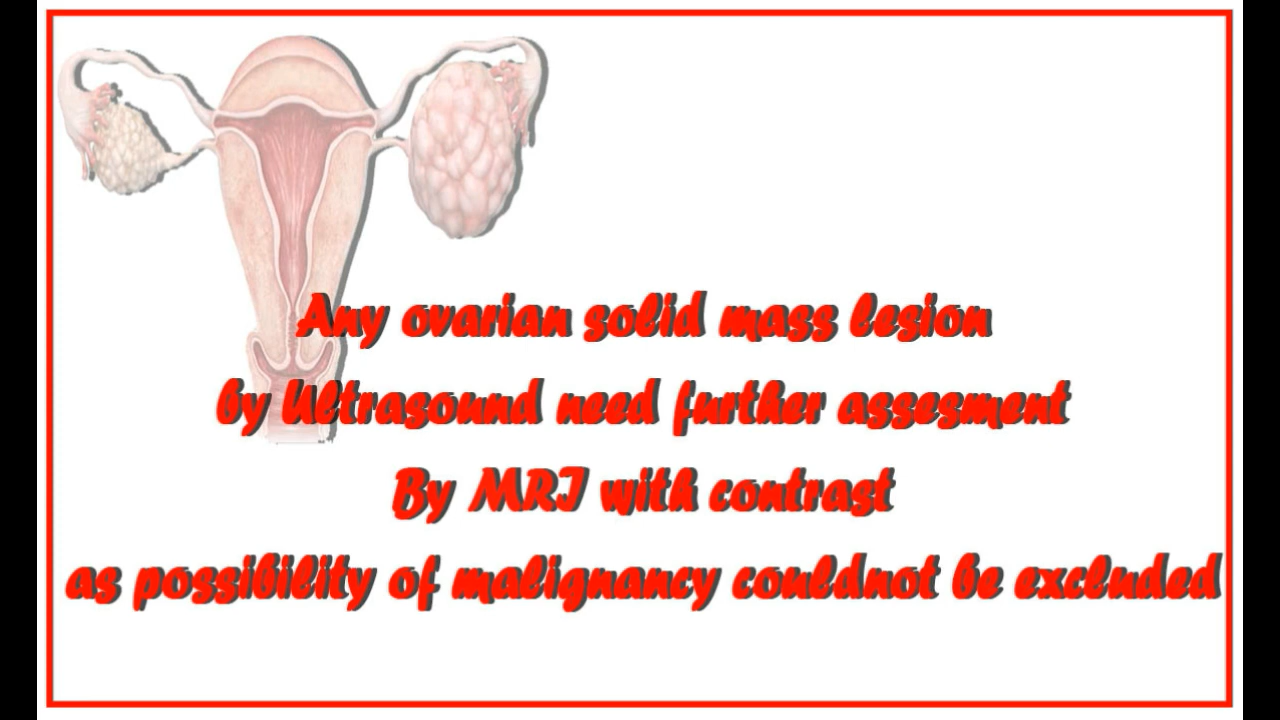 Any ovarian solid mass lesion
by Ultrasound need further assesment
By MRI with contrast
as possibility of malignancy couldnot be excluded